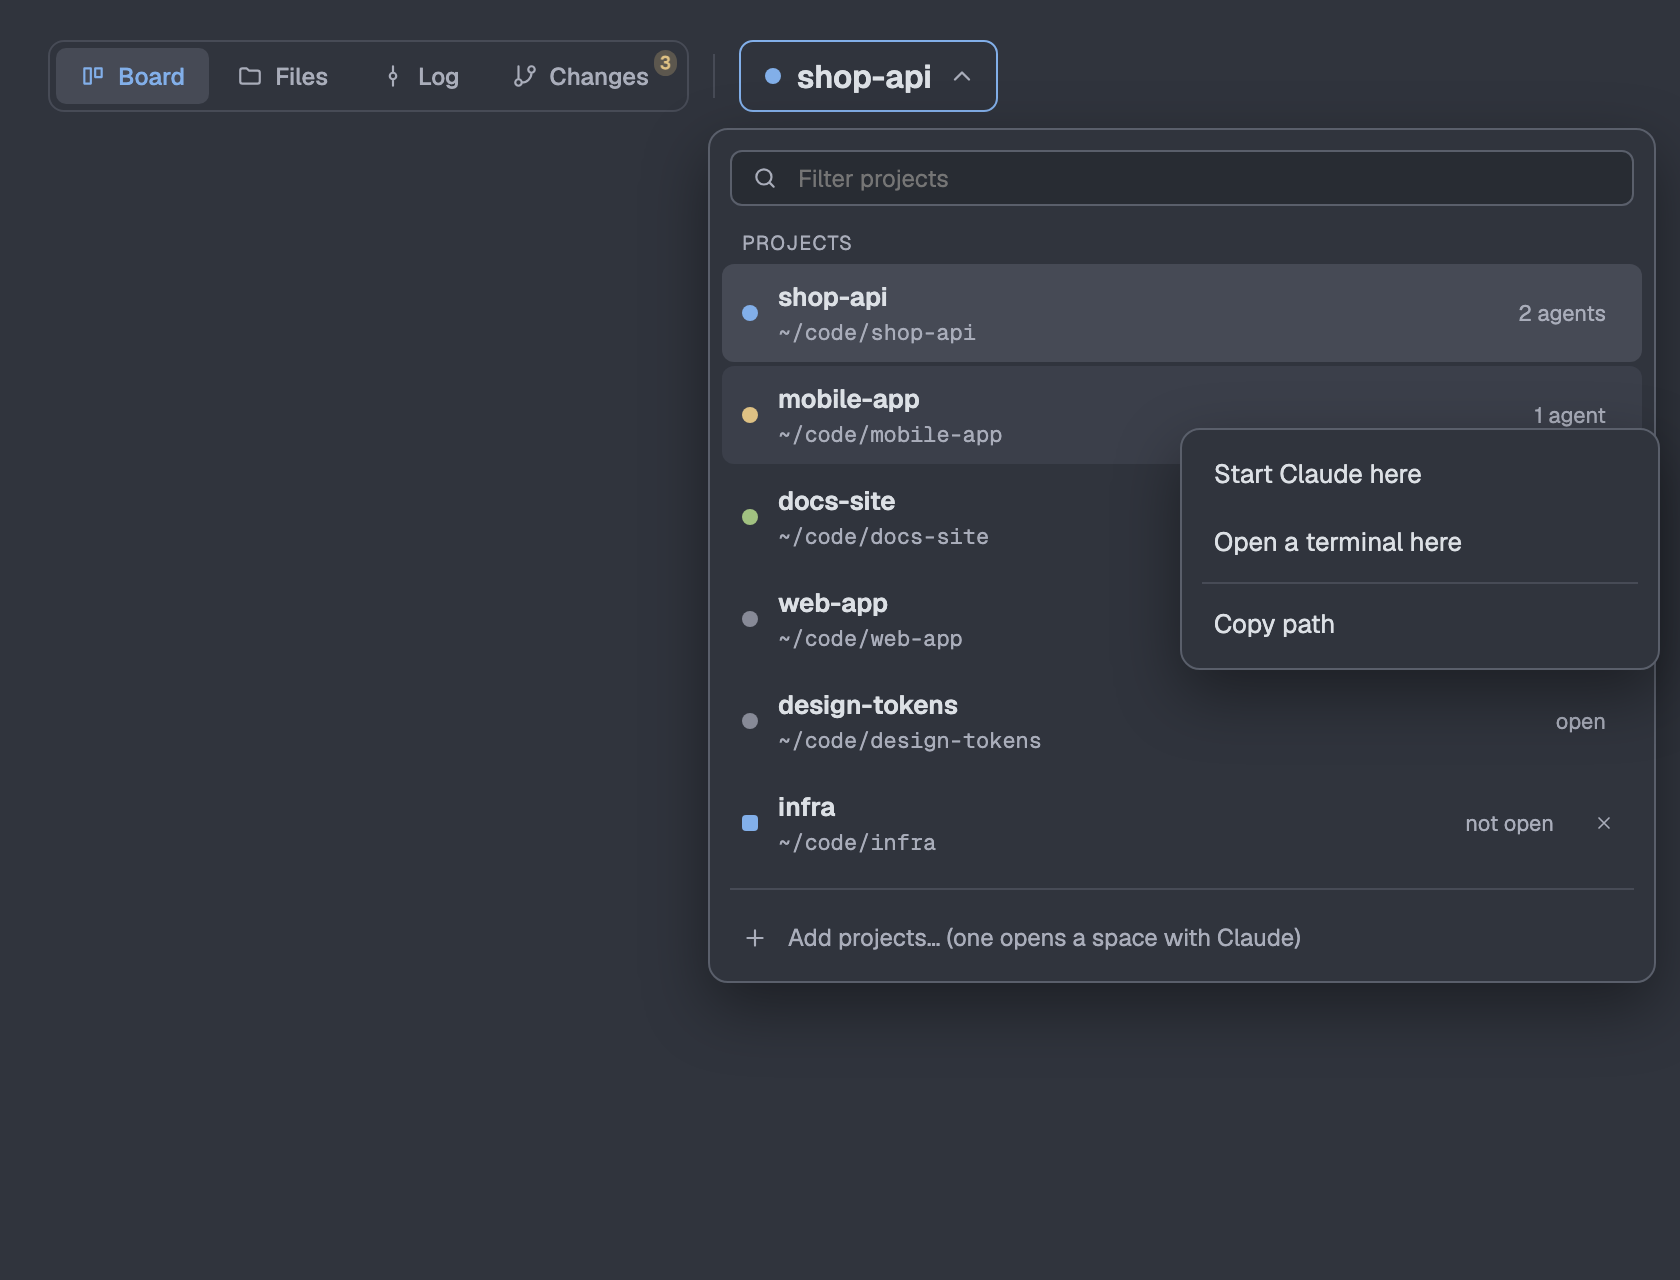 Board
Files
Log
Changes
3
shop-api
Filter projects
PROJECTS
shop-api
2 agents
~/code/shop-api
mobile-app
1 agent
~/code/mobile-app
Start Claude here
docs-site
~/code/docs-site
Open a terminal here
web-app
~/code/web-app
Copy path
design-tokens
open
~/code/design-tokens
infra
not open
~/code/infra
Add projects… (one opens a space with Claude)